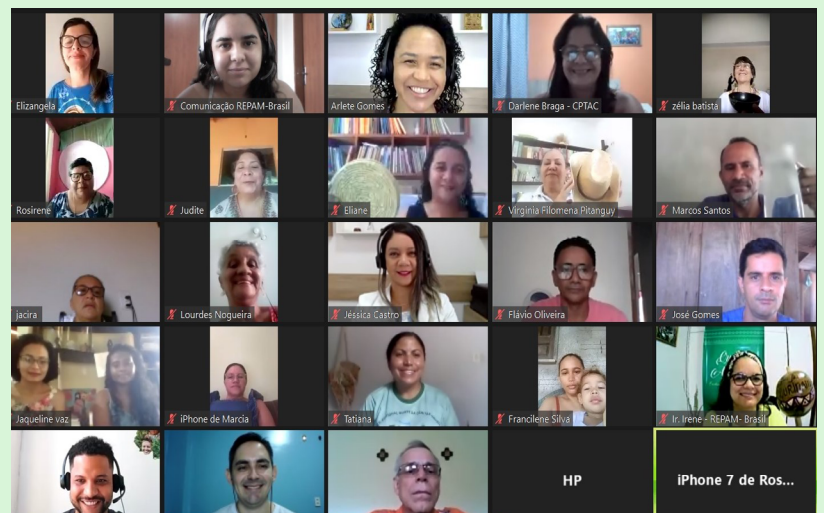 Elizangela
Comunicação REPAM-Brasil
Arlete Gomes
Darlene Braga - CPTAC
zélia batista
Rosirene
Judite
Eliane
Virginia Filomena Pitanguy
Marcos Santos
jacira
Lourdes Nogueira
Jéssica Castro
Flávio Oliveira
José Gomes
Jaqueline vaz
iPhone de Marcia
Tatiana
Francilene Silva
Ir. Irene - REPAM- Brasil
HP
iPhone 7 de Ros...